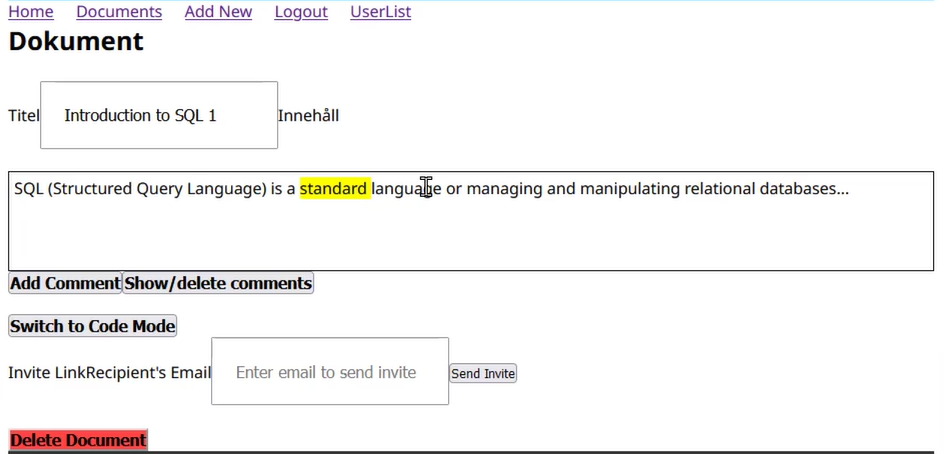 Home Documents Add New Logout UserList
Dokument
Titel Introduction to SQL 1 Innehåll
SQL (Structured Query Language) is a standard language or managing and manipulating relational databases...
Add Comment Show/delete comments
Switch to Code Mode
Invite LinkRecipient's Email Enter email to send invite Send Invite
Delete Document